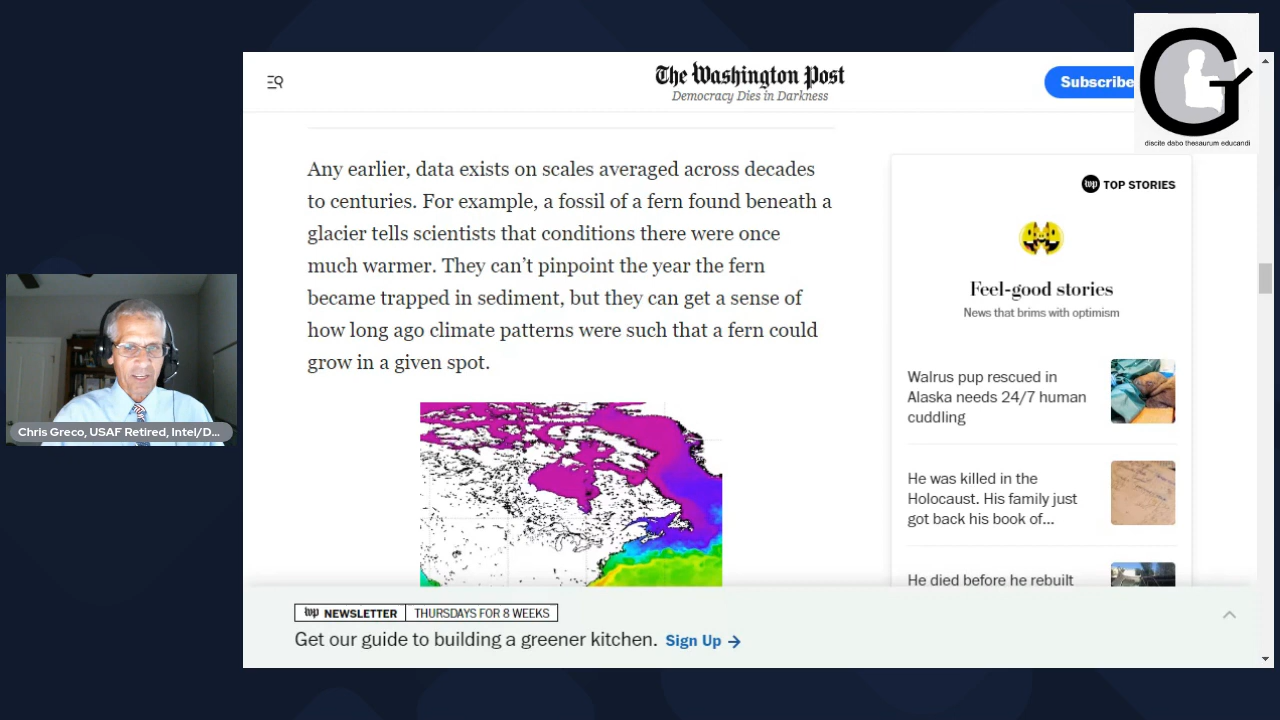 The Washington Post
Democracy Dies in Darkness
Subscribe
G
discite dabo thesaurum educandi
Any earlier, data exists on scales averaged across decades
to centuries. For example, a fossil of a fern found beneath a
glacier tells scientists that conditions there were once
much warmer. They can’t pinpoint the year the fern
became trapped in sediment, but they can get a sense of
how long ago climate patterns were such that a fern could
grow in a given spot.
wp TOP STORIES
Feel-good stories
News that brims with optimism
Walrus pup rescued in
Alaska needs 24/7 human
cuddling
He was killed in the
Holocaust. His family just
got back his book of...
He died before he rebuilt
Chris Greco, USAF Retired, Intel/D...
wp NEWSLETTER THURSDAYS FOR 8 WEEKS
Get our guide to building a greener kitchen. Sign Up →